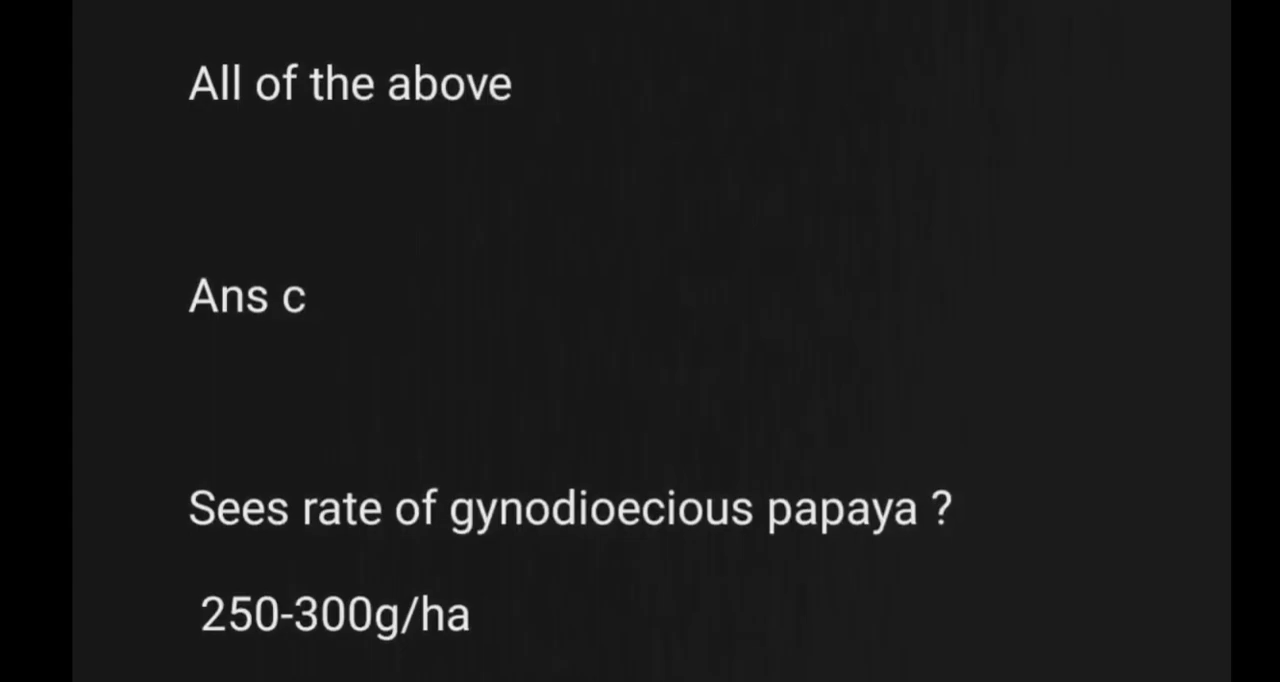 All of the above
Ans c
Sees rate of gynodioecious papaya ?
250-300g/ha